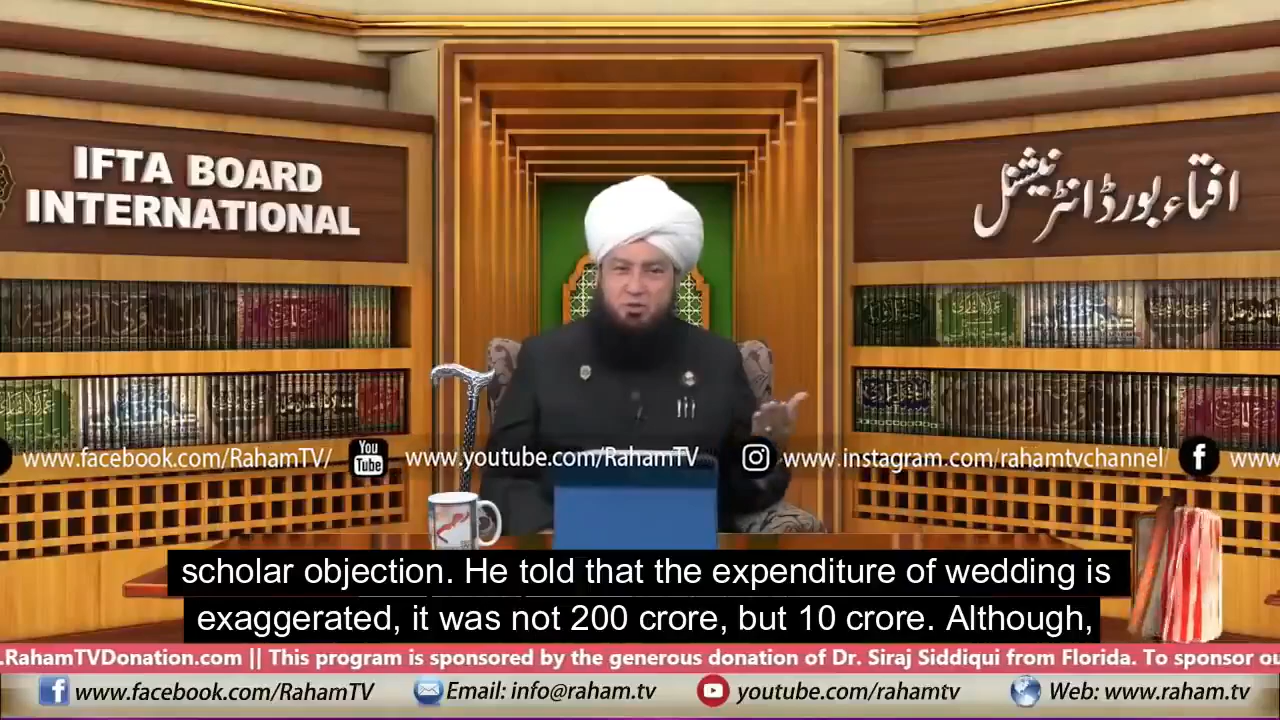 IFTA BOARD
INTERNATIONAL
افتاء بورڈ انٹرنیشنل
www.facebook.com/RahamTV/
You
Tube
www.youtube.com/RahamTV
www.instagram.com/rahamtvchannel/
www
scholar objection. He told that the expenditure of wedding is
exaggerated, it was not 200 crore, but 10 crore. Although,
.RahamTVDonation.com || This program is sponsored by the generous donation of Dr. Siraj Siddiqui from Florida. To sponsor ou
www.facebook.com/RahamTV
Email: info@raham.tv
youtube.com/rahamtv
Web: www.raham.tv